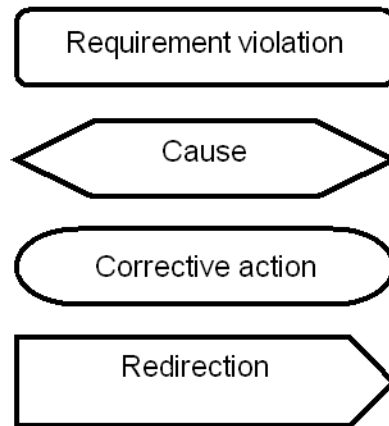 Requirement violation
Cause
Corrective action
Redirection